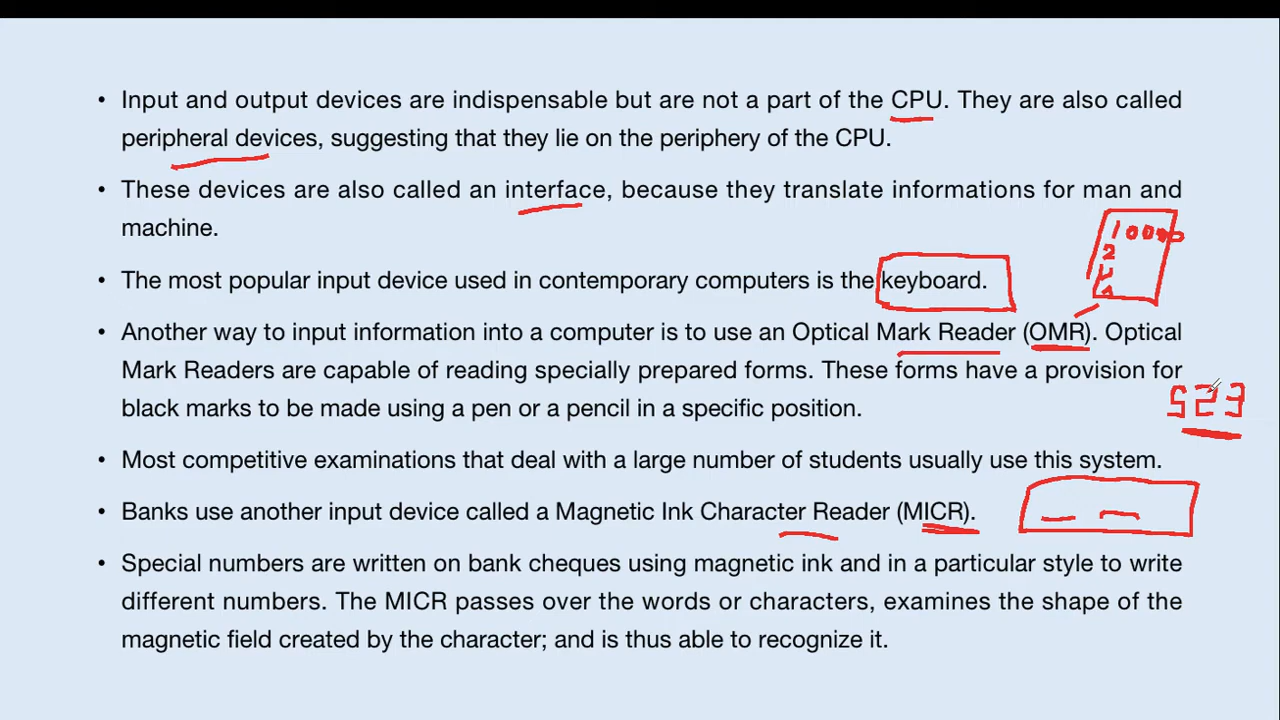 • Input and output devices are indispensable but are not a part of the CPU. They are also called
peripheral devices, suggesting that they lie on the periphery of the CPU.
• These devices are also called an interface, because they translate informations for man and
machine.
1
2
• The most popular input device used in contemporary computers is the keyboard.
• Another way to input information into a computer is to use an Optical Mark Reader (OMR). Optical
Mark Readers are capable of reading specially prepared forms. These forms have a provision for
black marks to be made using a pen or a pencil in a specific position.
523
• Most competitive examinations that deal with a large number of students usually use this system.
• Banks use another input device called a Magnetic Ink Character Reader (MICR).
• Special numbers are written on bank cheques using magnetic ink and in a particular style to write
different numbers. The MICR passes over the words or characters, examines the shape of the
magnetic field created by the character; and is thus able to recognize it.